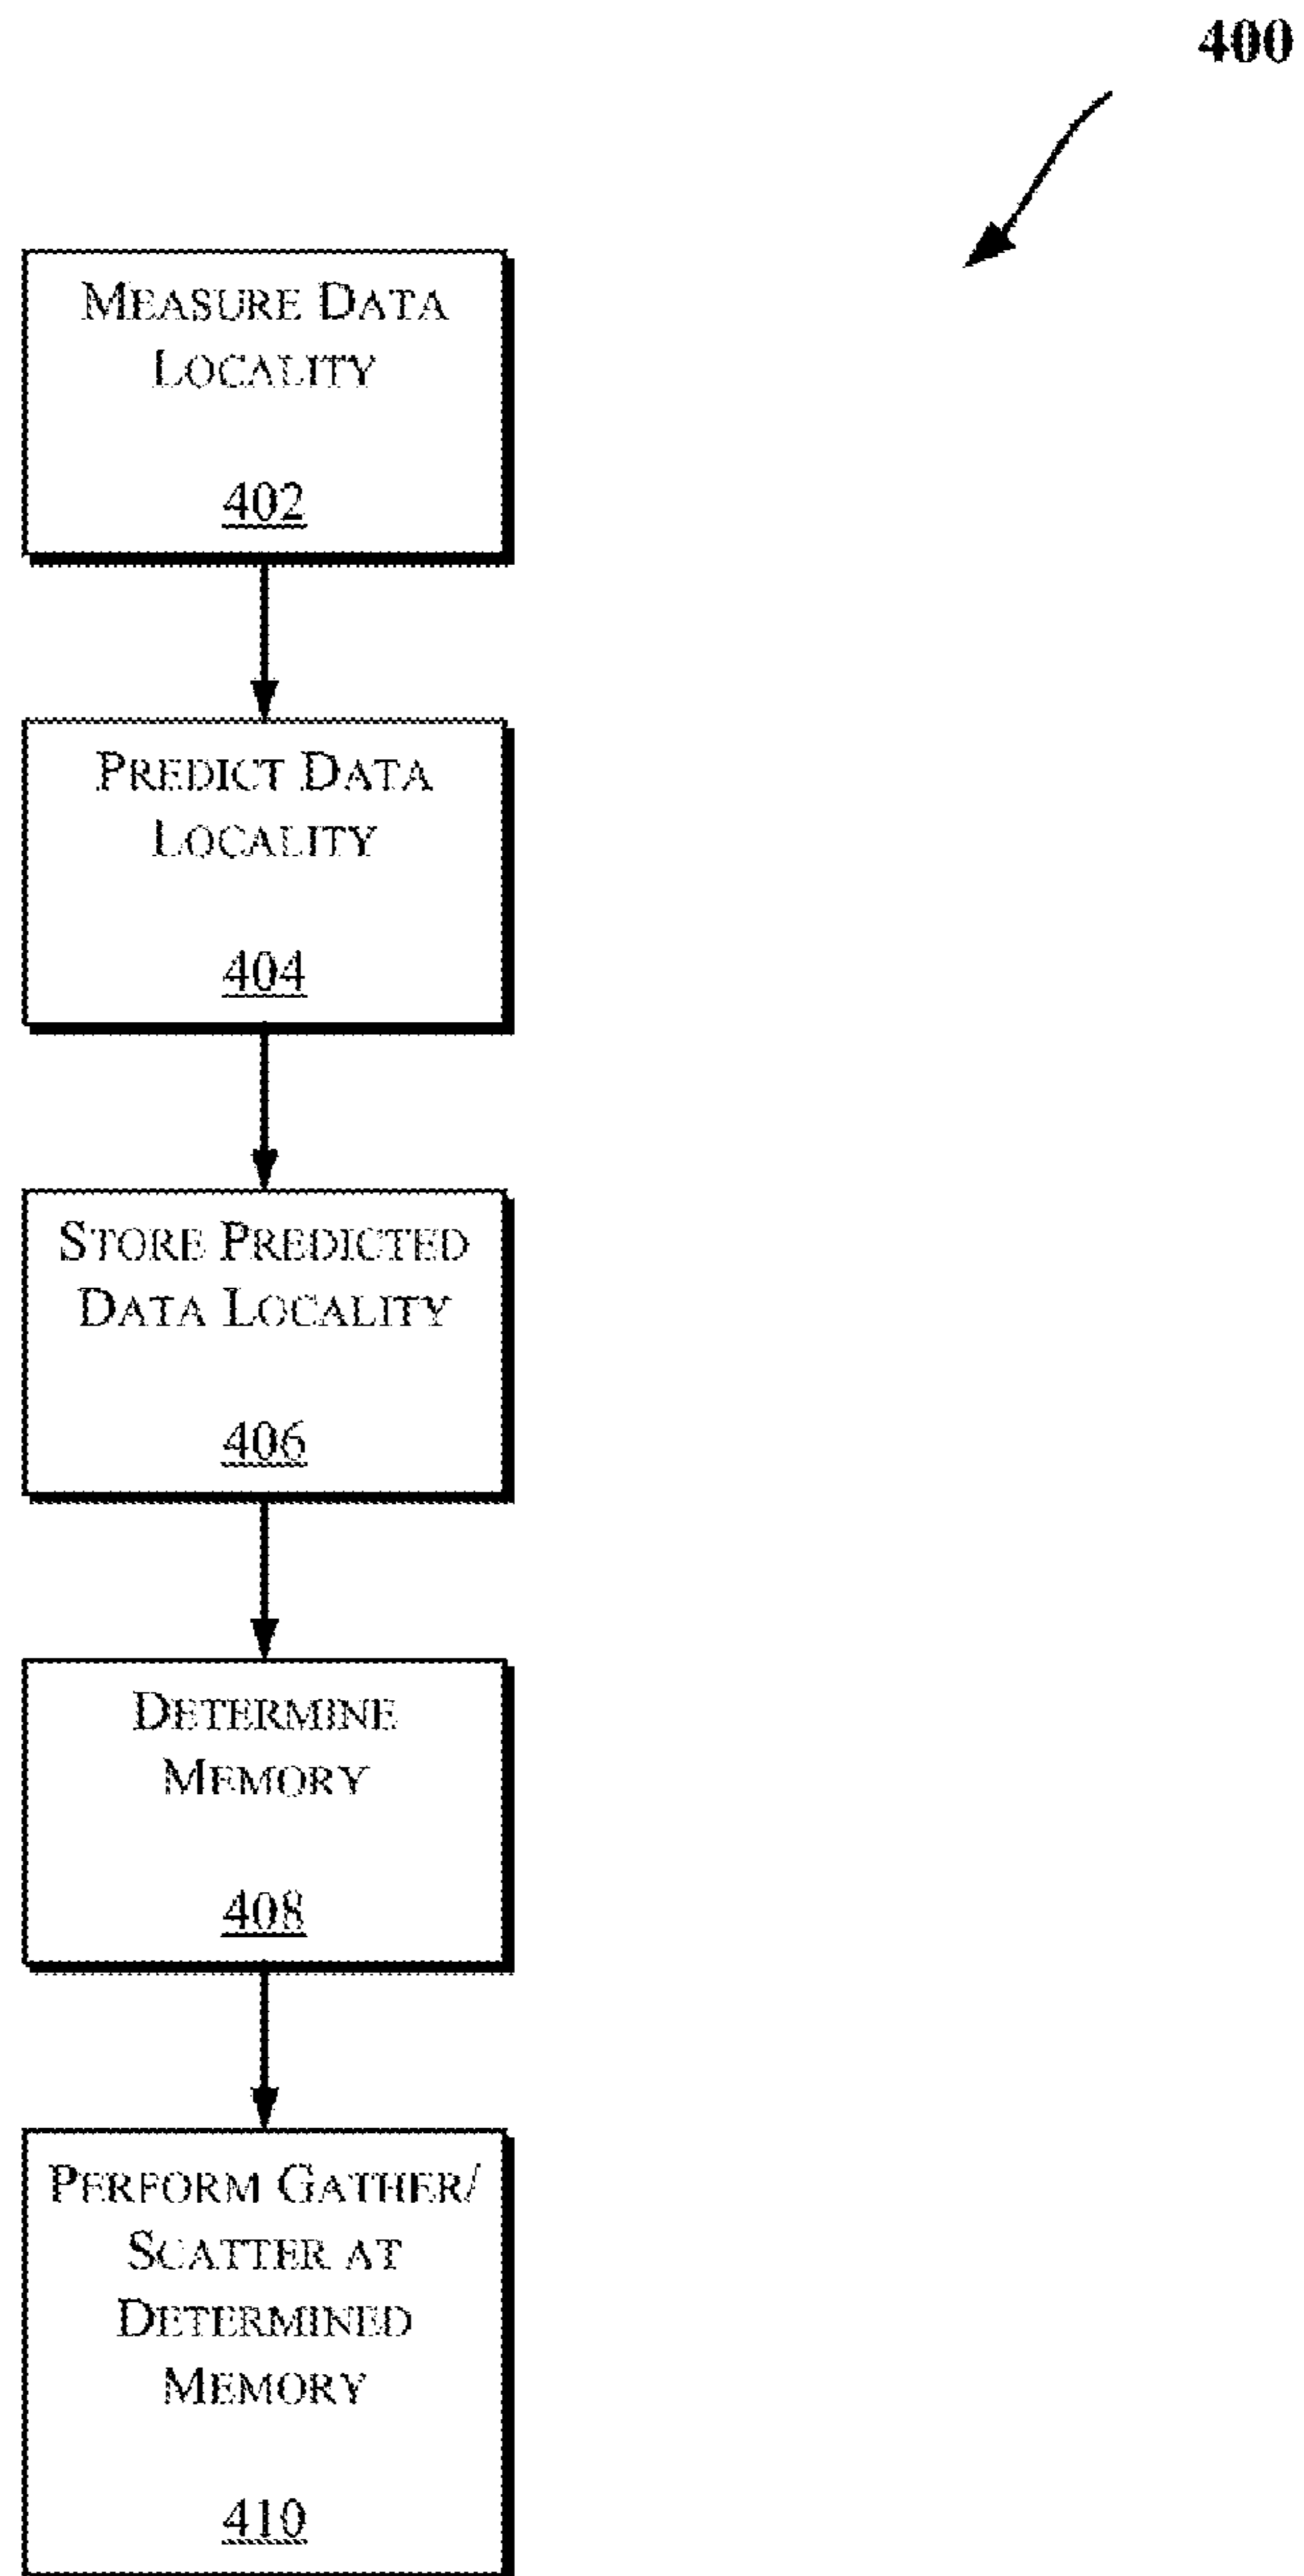 400
MEASURE DATA
LOCALITY
402
PREDICT DATA
LOCALITY
404
STORE PREDICTED
DATA LOCALITY
406
DETERMINE
MEMORY
408
PERFORM GATHER/
SCATTER AT
DETERMINED
MEMORY
410